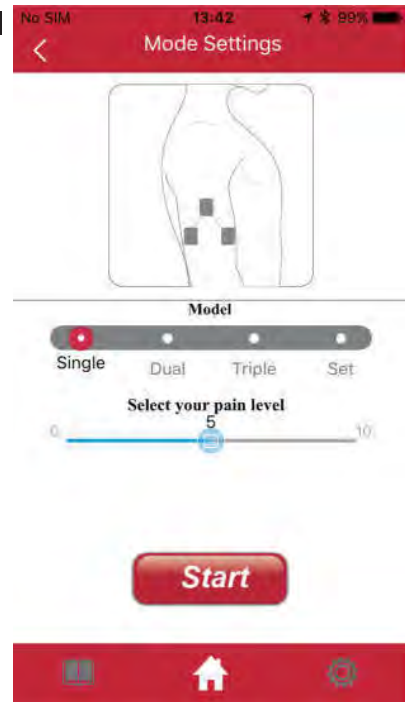 No SIM 13:42 99%
Mode Settings
Model
Single Dual Triple Set
Select your pain level
5
0 10
Start